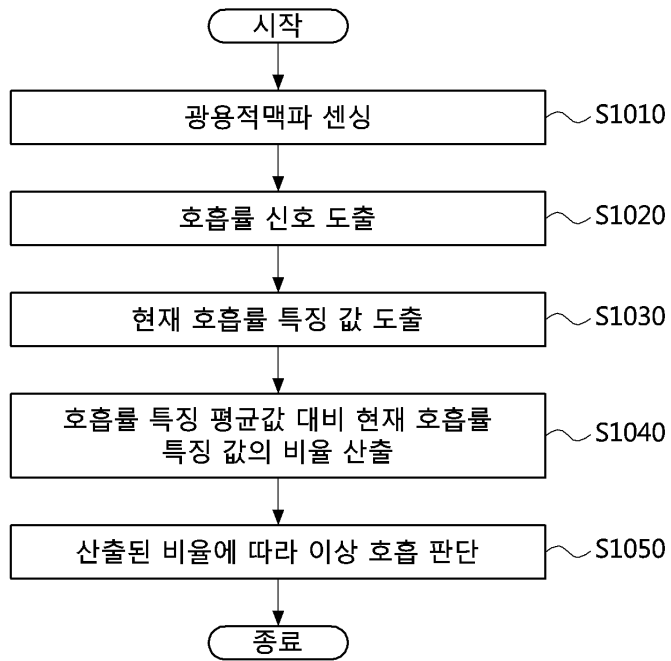 시작
광용적맥파 센싱
S1010
호흡률 신호 도출
S1020
현재 호흡률 특징 값 도출
S1030
호흡률 특징 평균값 대비 현재 호흡률
특징 값의 비율 산출
S1040
산출된 비율에 따라 이상 호흡 판단
S1050
종료